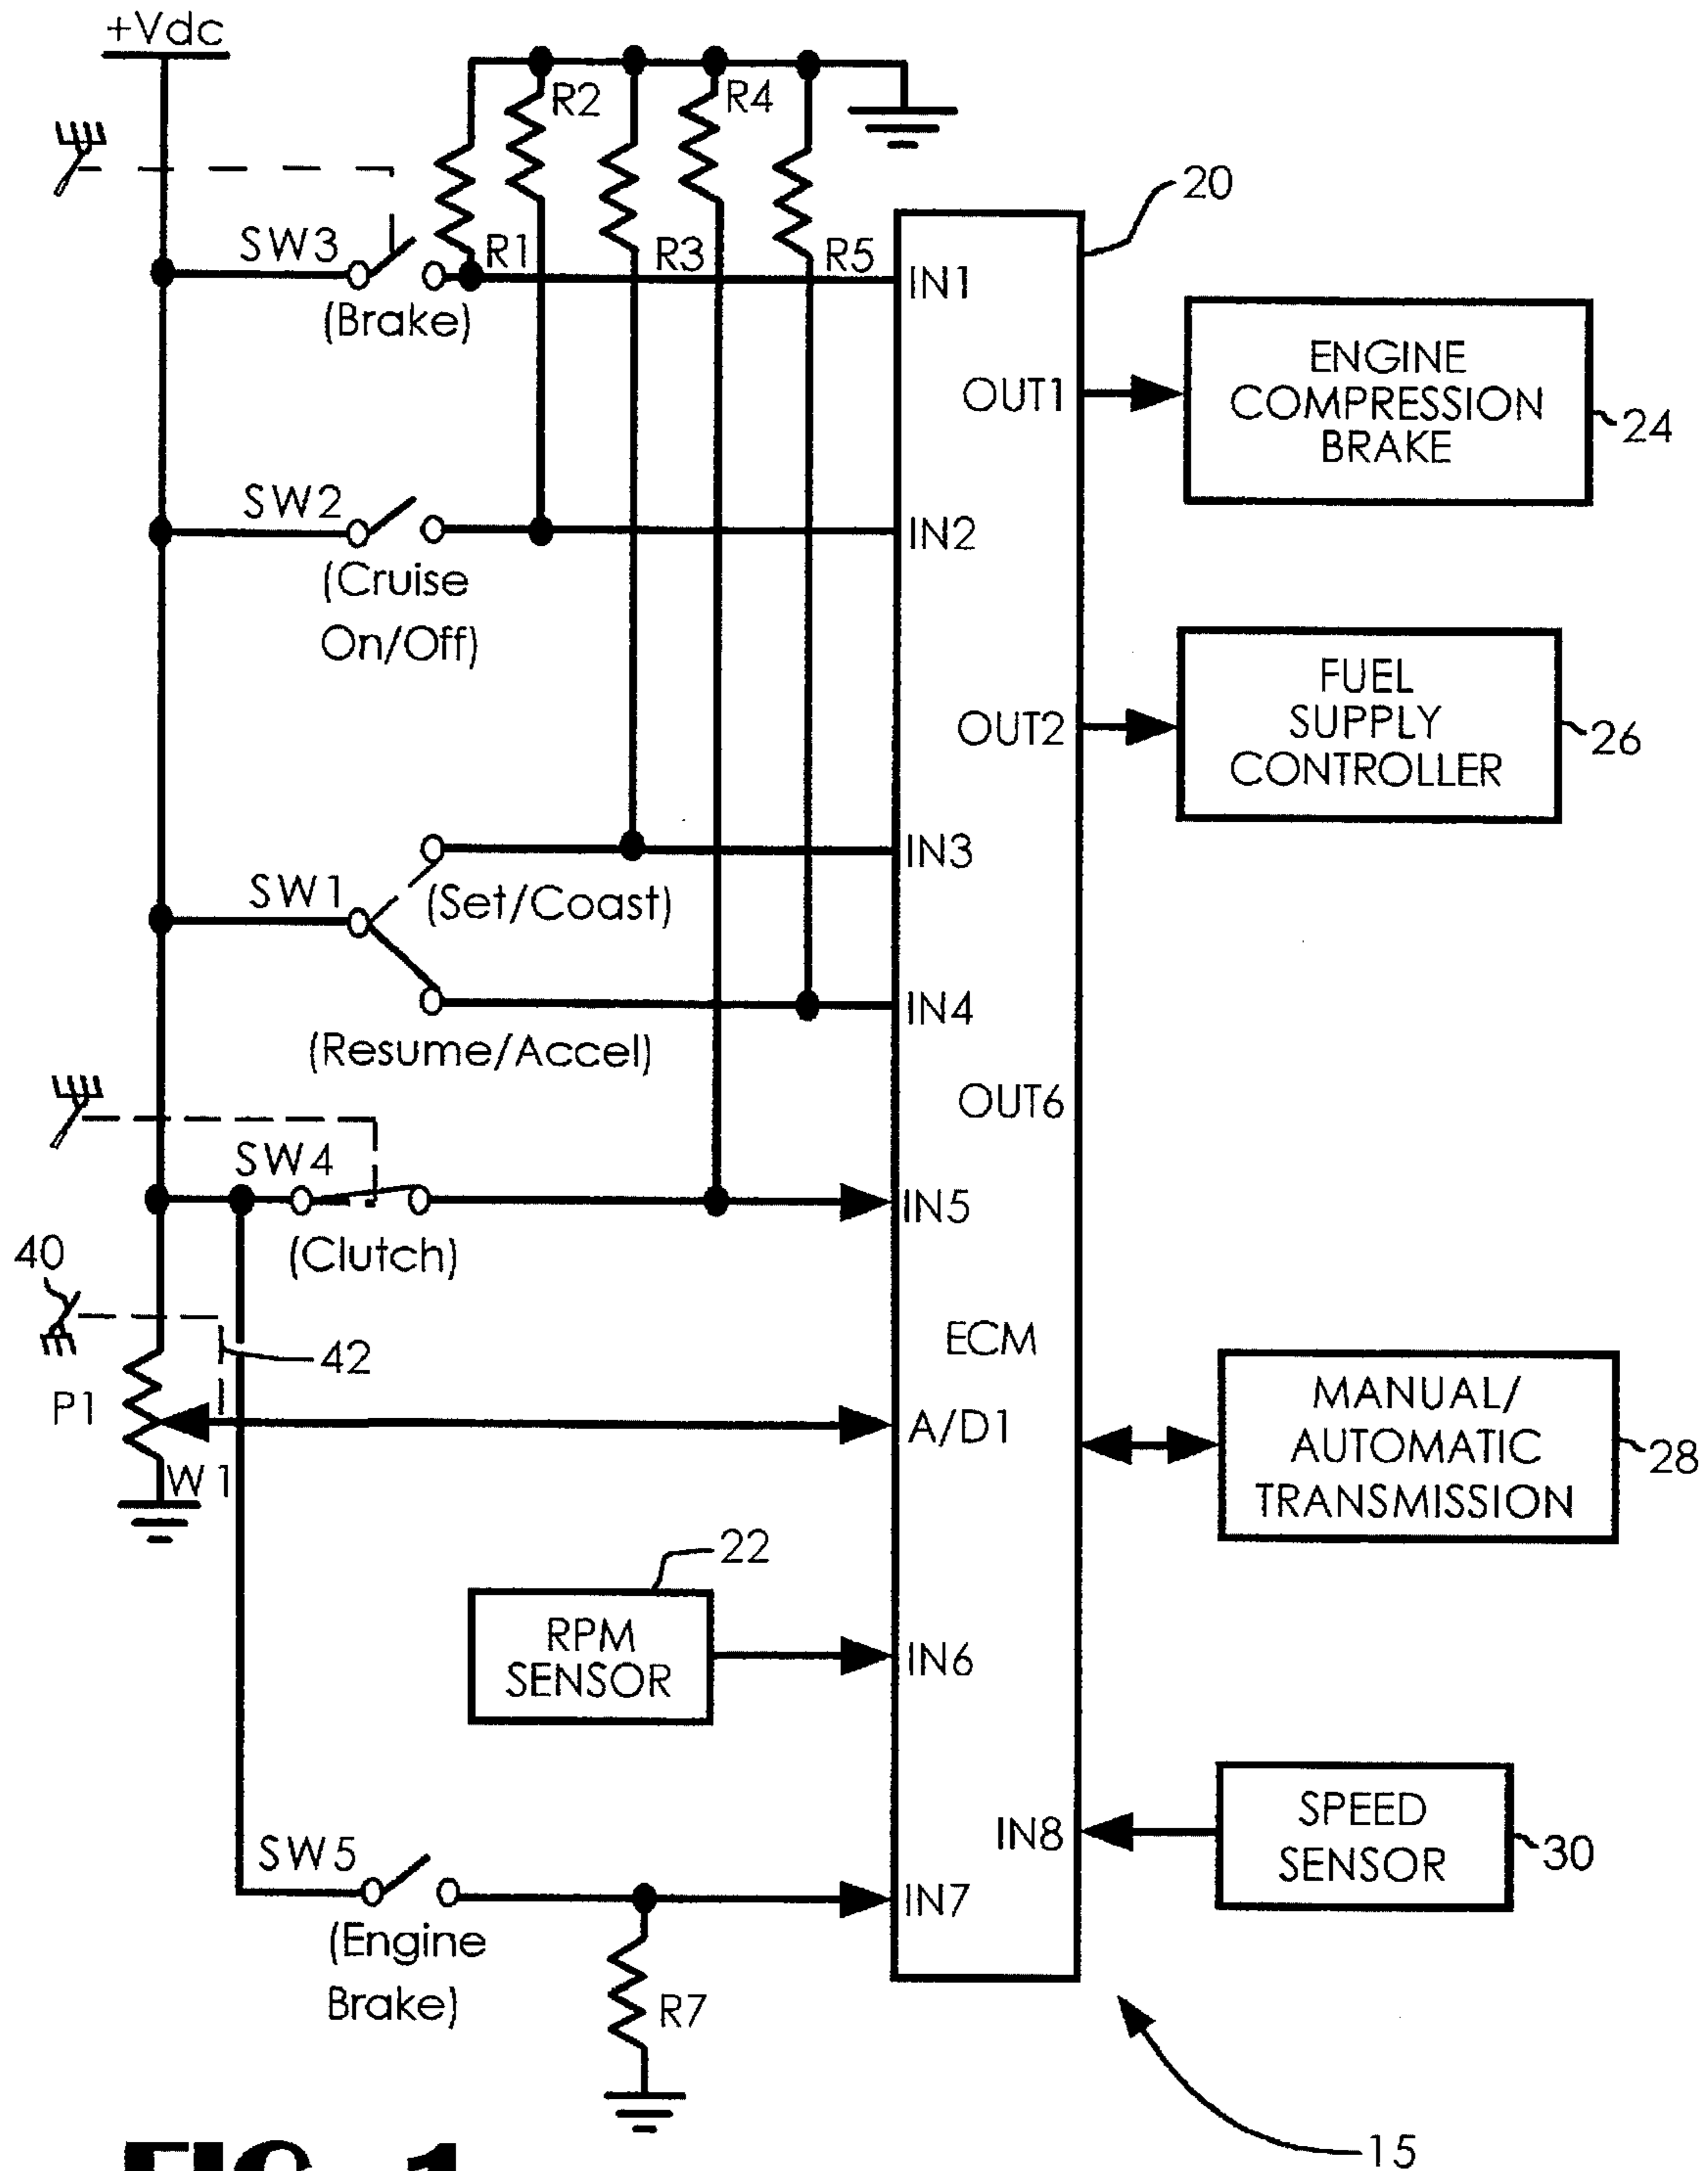 +Vdc
R2
R4
20
SW3
R1
R3
R5
IN1
(Brake)
ENGINE
COMPRESSION
BRAKE
OUT1
24
SW2
IN2
(Cruise
On/Off)
FUEL
SUPPLY
CONTROLLER
OUT2
26
IN3
SW1
(Set/Coast)
IN4
(Resume/Accel)
OUT6
SW4
IN5
(Clutch)
40
ECM
42
P1
A/D1
MANUAL/
AUTOMATIC
TRANSMISSION
28
W1
22
RPM
SENSOR
IN6
SPEED
SENSOR
IN8
30
SW5
IN7
(Engine
Brake)
R7
15
FIG. 1